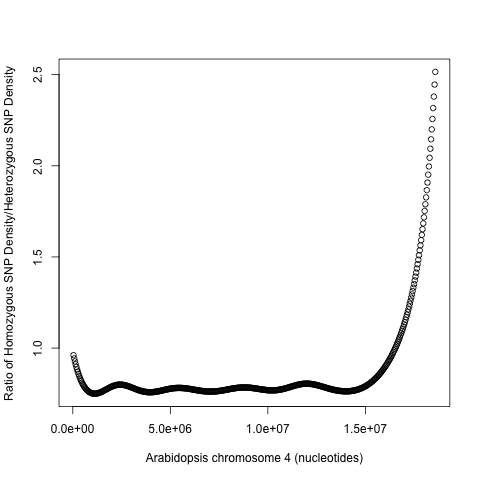 Ratio of Homozygous SNP Density/Heterozygous SNP Density
2.5
2.0
1.5
1.0
0.0e+00 5.0e+06 1.0e+07 1.5e+07
Arabidopsis chromosome 4 (nucleotides)